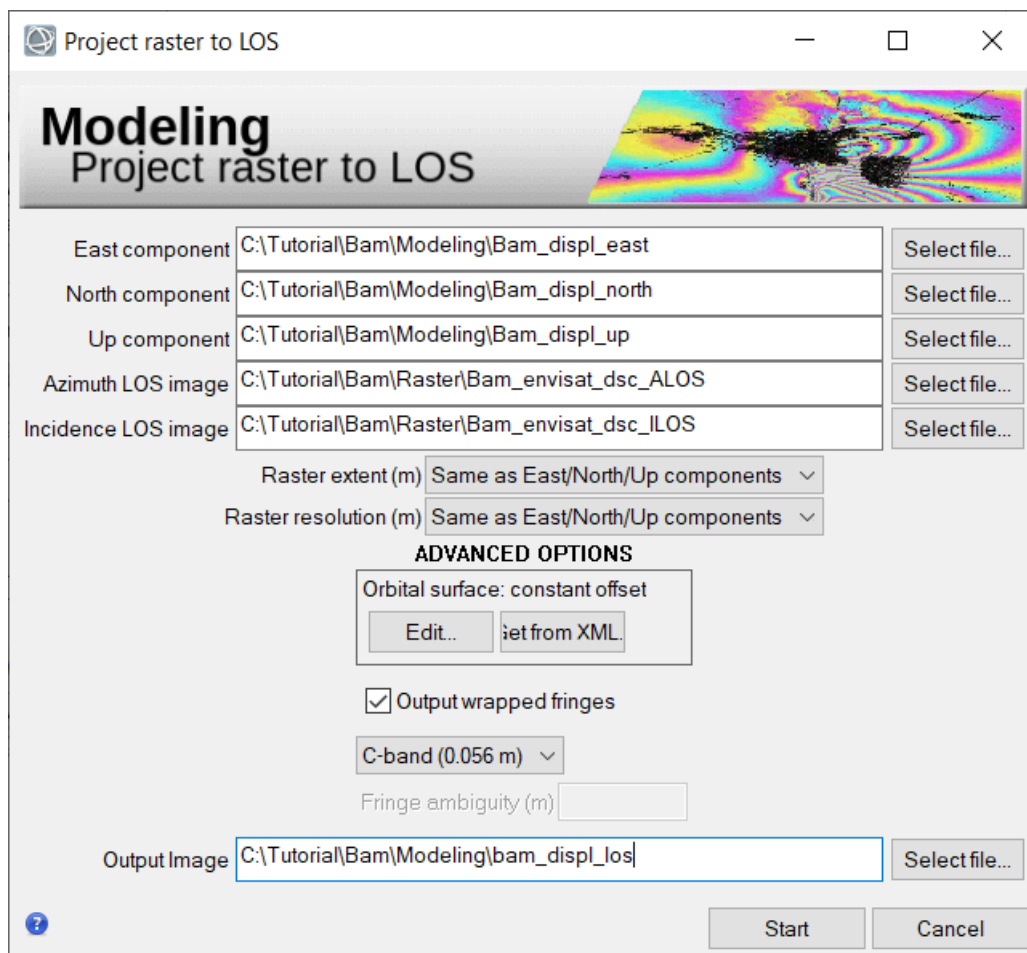 Project raster to LOS
Modeling
Project raster to LOS
East component C:\Tutorial\Bam\Modeling\Bam_displ_east Select file...
North component C:\Tutorial\Bam\Modeling\Bam_displ_north Select file...
Up component C:\Tutorial\Bam\Modeling\Bam_displ_up Select file...
Azimuth LOS image C:\Tutorial\Bam\Raster\Bam_envisat_dsc_ALOS Select file...
Incidence LOS image C:\Tutorial\Bam\Raster\Bam_envisat_dsc_ILOS Select file...
Raster extent (m) Same as East/North/Up components
Raster resolution (m) Same as East/North/Up components
ADVANCED OPTIONS
Orbital surface: constant offset
Edit... Get from XML.
Output wrapped fringes
C-band (0.056 m)
Fringe ambiguity (m)
Output Image C:\Tutorial\Bam\Modeling\bam_displ_los Select file...
? Start Cancel